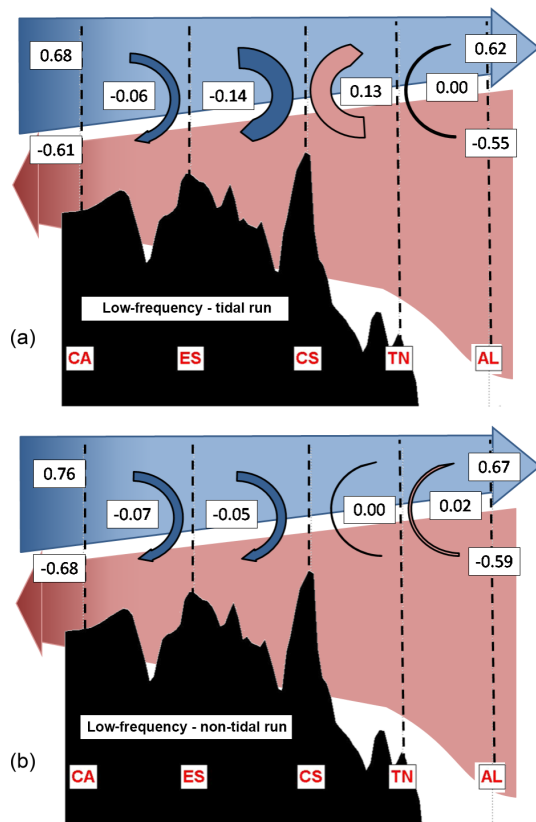 0.68
0.62
-0.06
-0.14
0.13
0.00
-0.61
-0.55
Low-frequency - tidal run
(a)
CA
ES
CS
TN
AL
0.76
0.67
-0.07
-0.05
0.00
0.02
-0.68
-0.59
Low-frequency - non-tidal run
(b)
CA
ES
CS
TN
AL